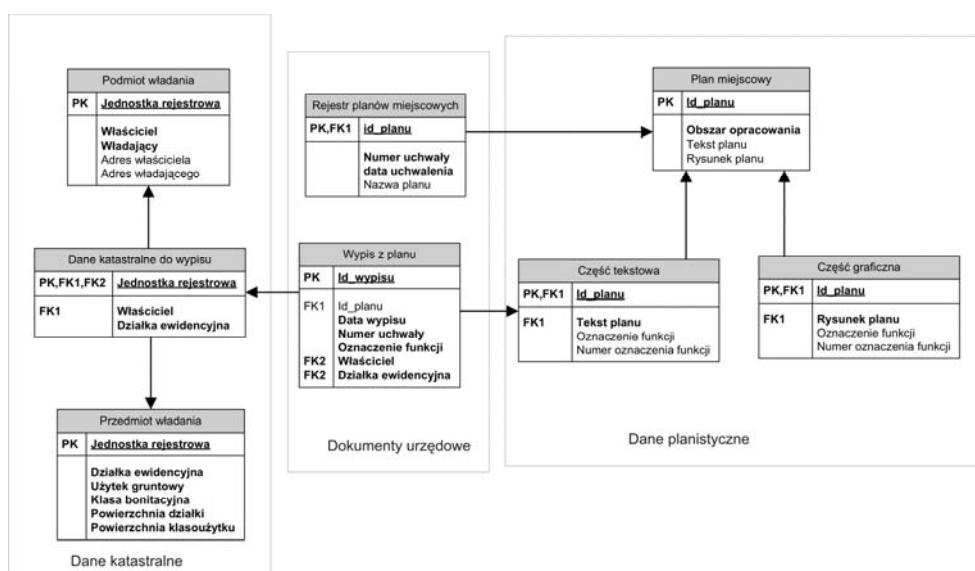 Podmiot władania
PK Jednostka rejestrowa
Właściciel
Władający
Adres właściciela
Adres władającego
Dane katastralne do wypisu
PK,FK1,FK2 Jednostka rejestrowa
FK1 Właściciel
Działka ewidencyjna
Przedmiot władania
PK Jednostka rejestrowa
Działka ewidencyjna
Użytek gruntowy
Klasa bonitacyjna
Powierzchnia działki
Powierzchnia klasoużytku
Dane katastralne
Rejestr planów miejscowych
PK,FK1 id_planu
Numer uchwały
data uchwalenia
Nazwa planu
Wypis z planu
PK Id_wypisu
FK1 Id_planu
Data wypisu
Numer uchwały
Oznaczenie funkcji
FK2 Właściciel
FK2 Działka ewidencyjna
Dokumenty urzędowe
Plan miejscowy
PK Id_planu
Obszar opracowania
Tekst planu
Rysunek planu
Część tekstowa
PK,FK1 Id_planu
FK1 Tekst planu
Oznaczenie funkcji
Numer oznaczenia funkcji
Część graficzna
PK,FK1 Id_planu
FK1 Rysunek planu
Oznaczenie funkcji
Numer oznaczenia funkcji
Dane planistyczne